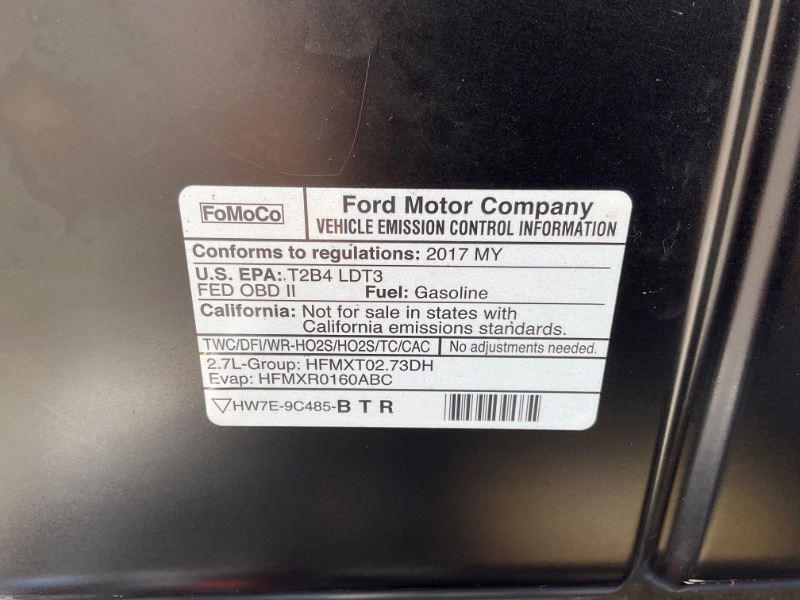 FoMoCo
Ford Motor Company
VEHICLE EMISSION CONTROL INFORMATION
Conforms to regulations: 2017 MY
U.S. EPA: T2B4 LDT3
FED OBD II Fuel: Gasoline
California: Not for sale in states with
California emissions standards.
TWC/DFI/WR-HO2S/HO2S/TC/CAC No adjustments needed.
2.7L-Group: HFMXT02.73DH
Evap: HFMXR0160ABC
HW7E-9C485-B T R